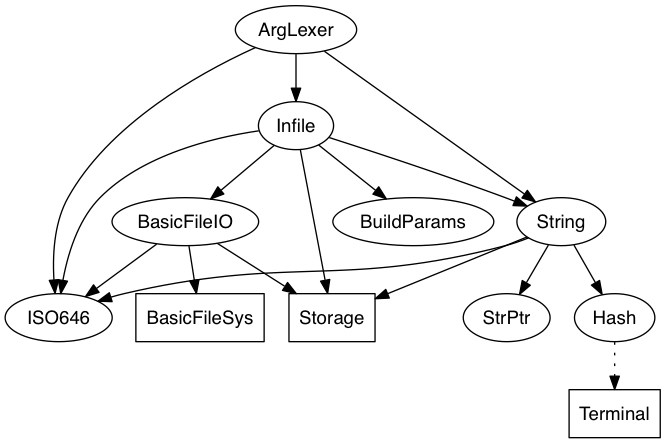 ArgLexer
Infile
BasicFileIO
BuildParams
String
ISO646
BasicFileSys
Storage
StrPtr
Hash
Terminal